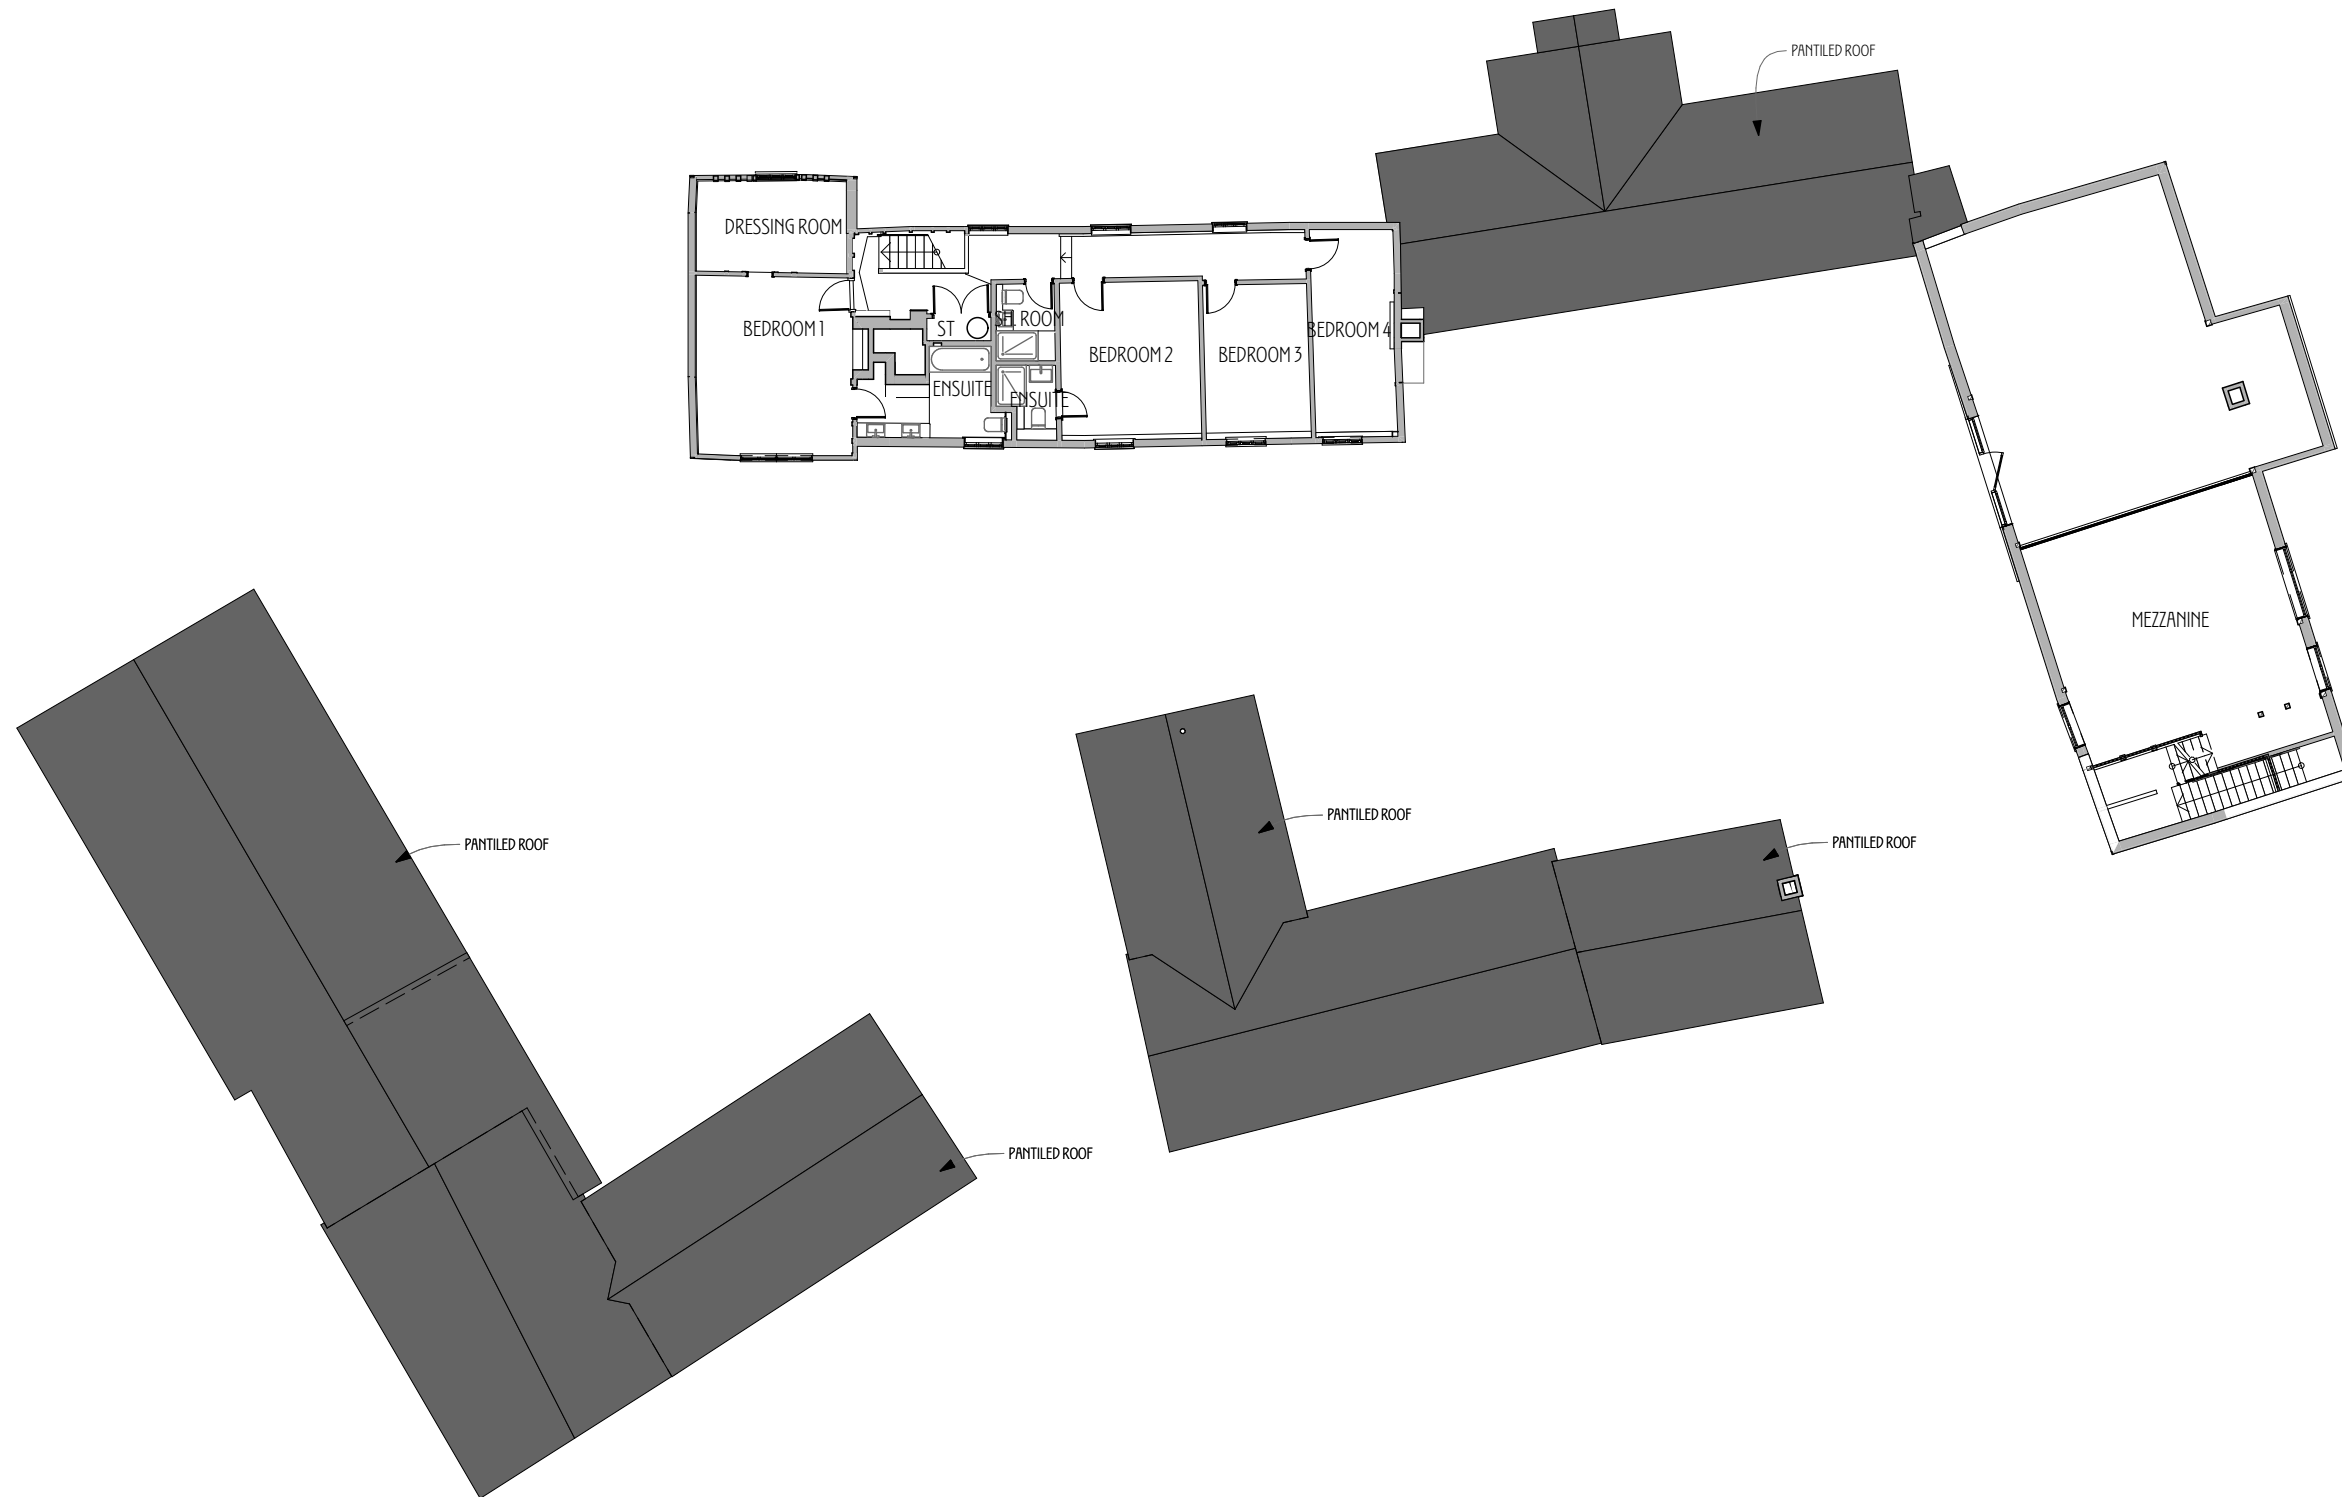 PANTILED ROOF
DRESSING ROOM
BEDROOM 1
ST
ROOM
BEDROOM 4
BEDROOM 2
BEDROOM 3
ENSUITE
ENSUITE
MEZZANINE
PANTILED ROOF
PANTILED ROOF
PANTILED ROOF
PANTILED ROOF